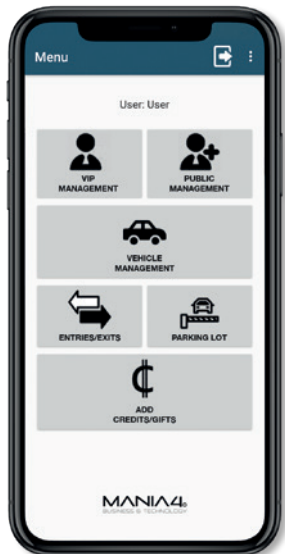 Menu
User: User
VIP
MANAGEMENT
PUBLIC
MANAGEMENT
VEHICLE
MANAGEMENT
ENTRIES/EXITS
PARKING LOT
ADD
CREDITS/GIFTS
MANIA4
BUSINESS & TECHNOLOGY